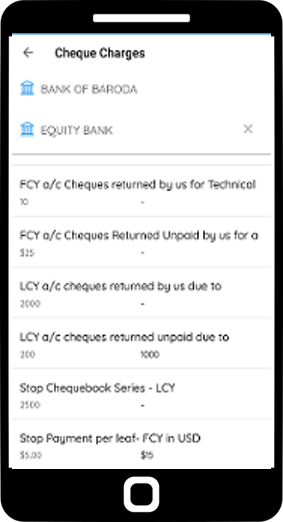 Cheque Charges
BANK OF BARODA
EQUITY BANK
FCY a/c Cheques returned by us for Technical
10 -
FCY a/c Cheques Returned Unpaid by us for a
$25 -
LCY a/c cheques returned by us due to
2000 -
LCY a/c cheques returned unpaid due to
200 1000
Stop Chequebook Series - LCY
2500 -
Stop Payment per leaf- FCY in USD
$5.00 $15